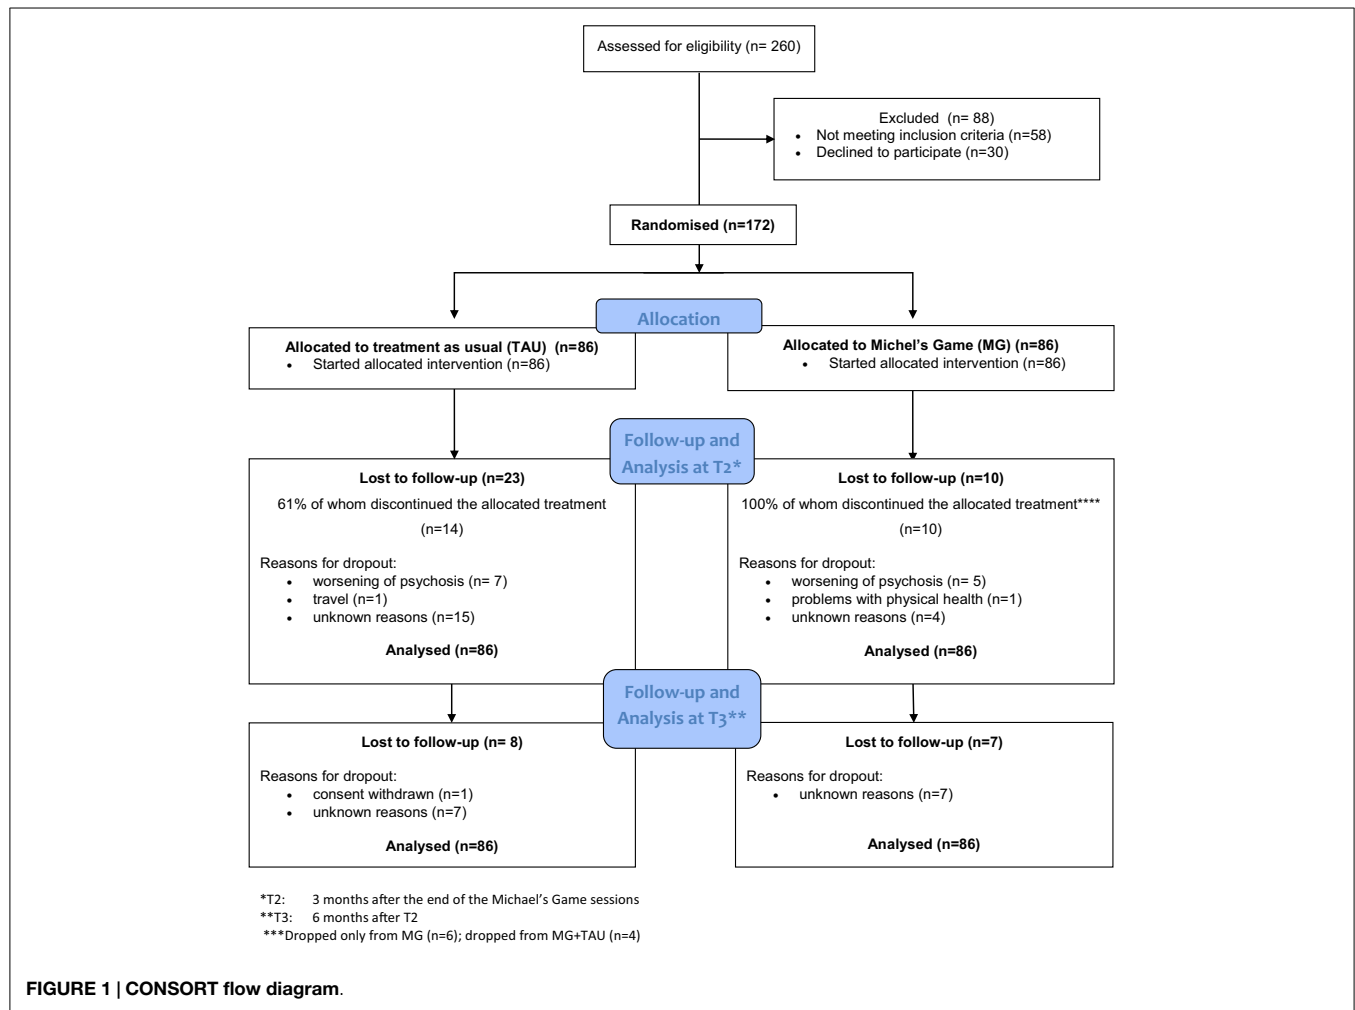 Assessed for eligibility (n= 260)
Excluded (n= 88)
• Not meeting inclusion criteria (n=58)
• Declined to participate (n=30)
Randomised (n=172)
Allocation
Allocated to treatment as usual (TAU) (n=86)
• Started allocated intervention (n=86)
Allocated to Michel's Game (MG) (n=86)
• Started allocated intervention (n=86)
Follow-up and
Analysis at T2*
Lost to follow-up (n=23)
61% of whom discontinued the allocated treatment
(n=14)
Reasons for dropout:
• worsening of psychosis (n= 7)
• travel (n=1)
• unknown reasons (n=15)
Analysed (n=86)
Lost to follow-up (n=10)
100% of whom discontinued the allocated treatment****
(n=10)
Reasons for dropout:
• worsening of psychosis (n= 5)
• problems with physical health (n=1)
• unknown reasons (n=4)
Analysed (n=86)
Follow-up and
Analysis at T3**
Lost to follow-up (n= 8)
Reasons for dropout:
• consent withdrawn (n=1)
• unknown reasons (n=7)
Analysed (n=86)
Lost to follow-up (n=7)
Reasons for dropout:
• unknown reasons (n=7)
Analysed (n=86)
*T2: 3 months after the end of the Michael's Game sessions
**T3: 6 months after T2
***Dropped only from MG (n=6); dropped from MG+TAU (n=4)
FIGURE 1 | CONSORT flow diagram.